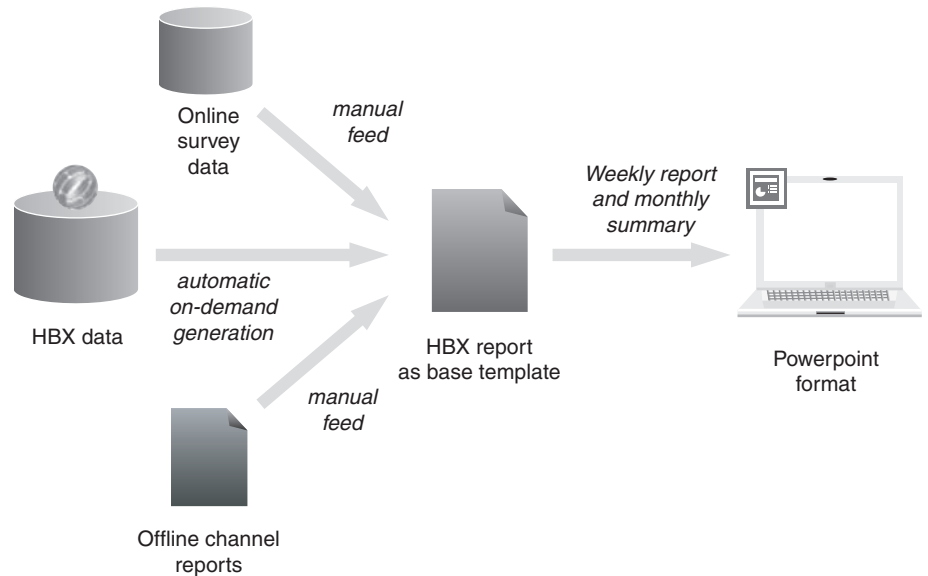 Online
survey
data
manual
feed
Weekly report
and monthly
summary
automatic
on-demand
generation
HBX data
HBX report
as base template
Powerpoint
format
manual
feed
Offline channel
reports